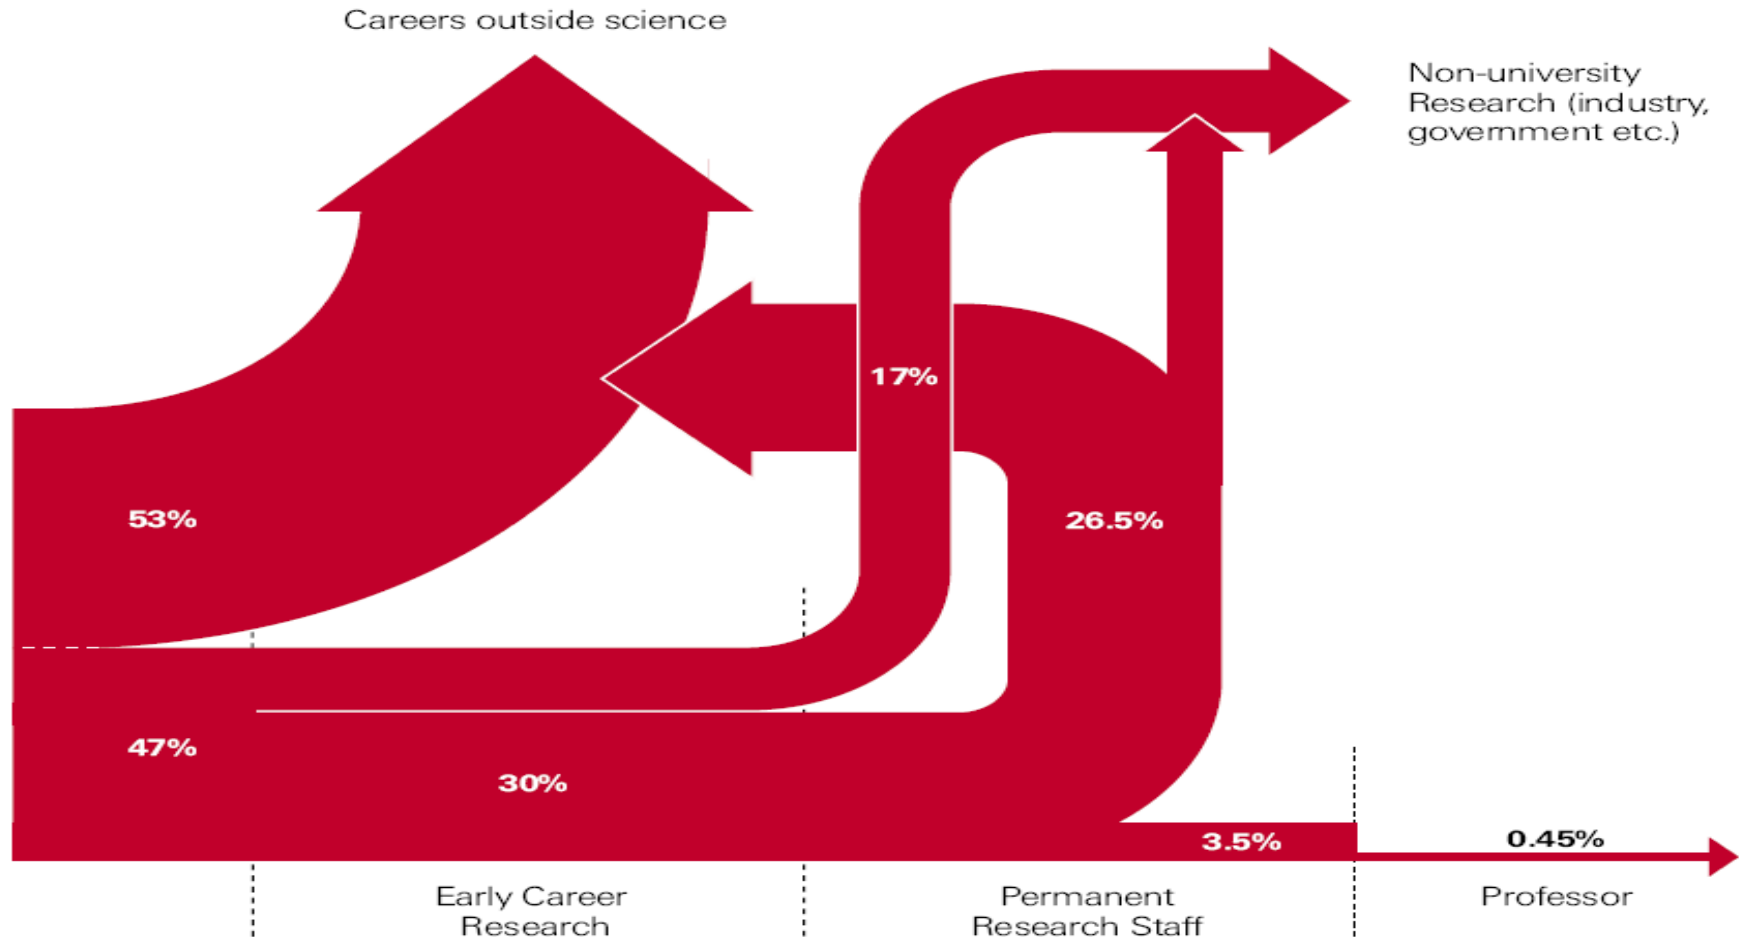 Careers outside science
Non-university
Research (industry,
government etc.)
17%
53%
26.5%
47%
30%
3.5%
0.45%
Early Career
Research
Permanent
Research Staff
Professor